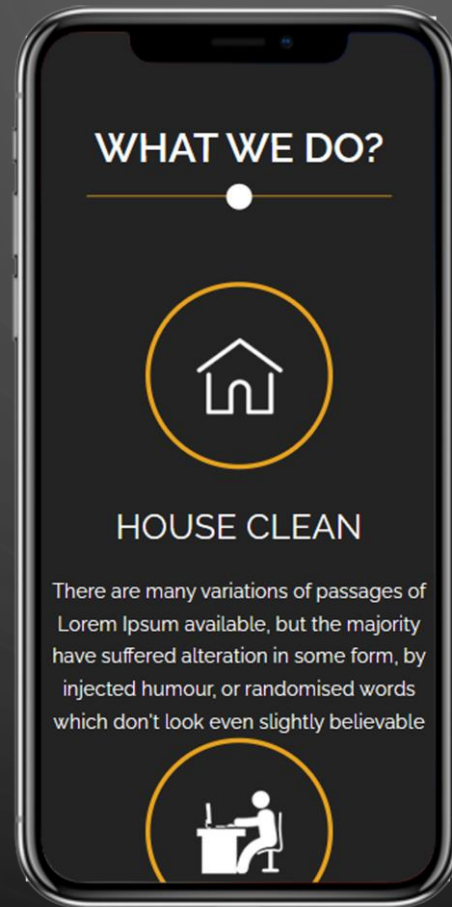 WHAT WE DO?
HOUSE CLEAN
There are many variations of passages of
Lorem Ipsum available, but the majority
have suffered alteration in some form, by
injected humour, or randomised words
which don't look even slightly believable